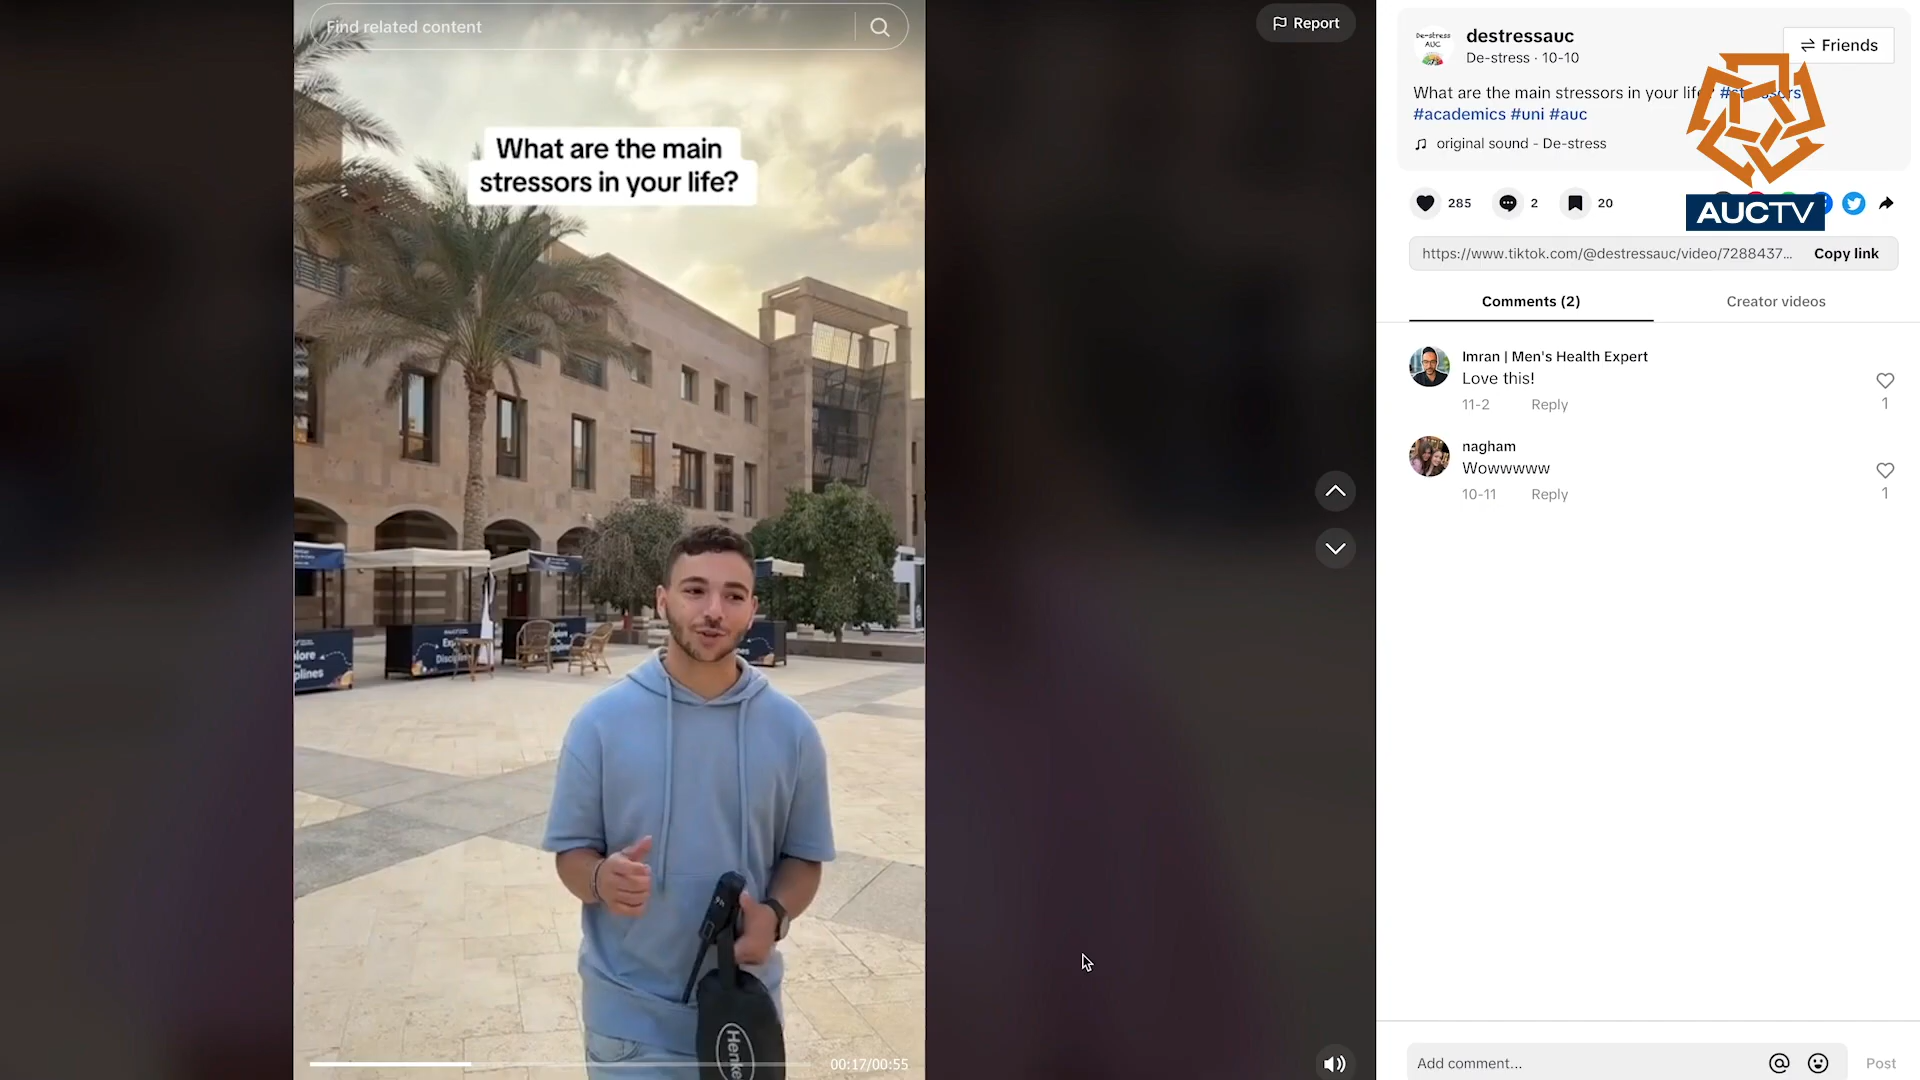 Find related content
Report
What are the main
stressors in your life?
Henke
00:17/00:55
destressauc
De-stress · 10-10
Friends
What are the main stressors in your life?
#academics #uni #auc
original sound - De-stress
AUCTV
285
2
20
https://www.tiktok.com/@destressauc/video/7288437...
Copy link
Comments (2)
Creator videos
Imran | Men's Health Expert
Love this!
11-2
Reply
1
nagham
Wowwwww
10-11
Reply
1
Add comment...
Post